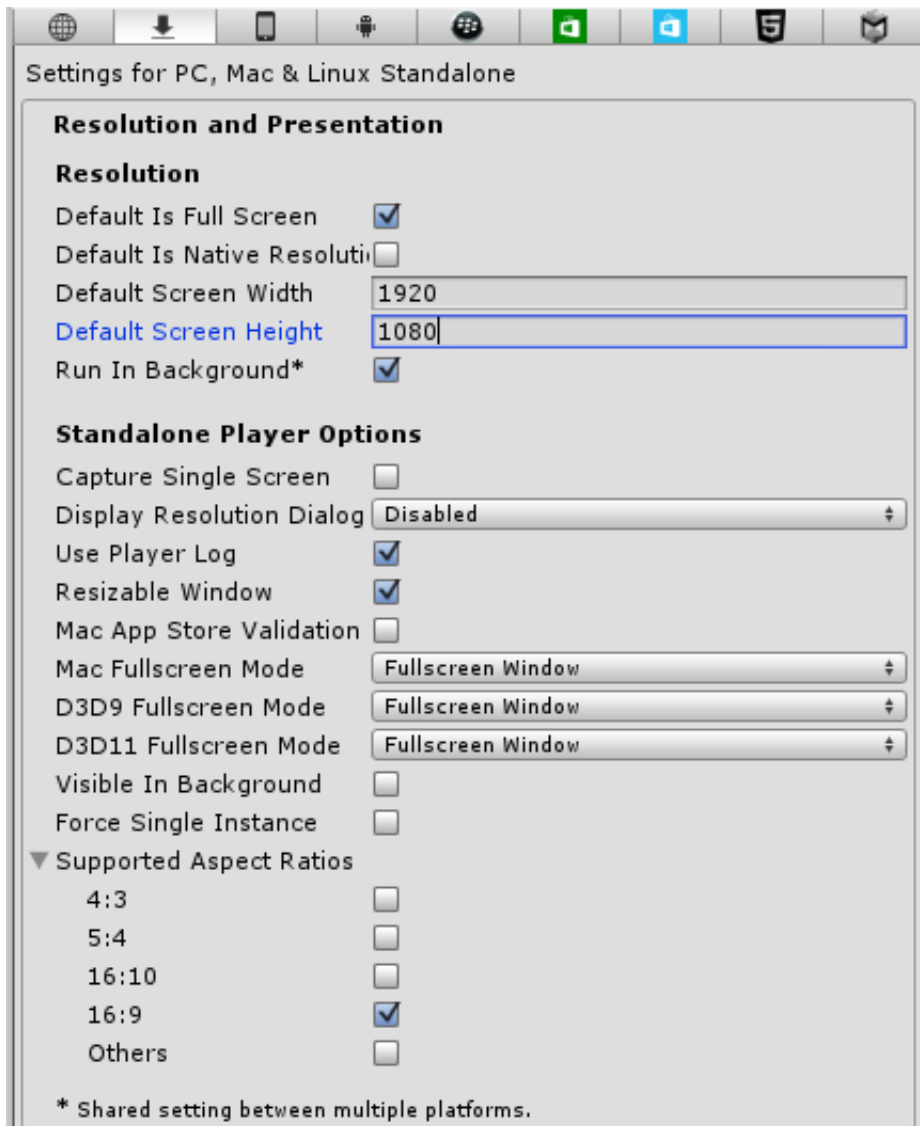 Settings for PC, Mac & Linux Standalone
Resolution and Presentation
Resolution
Default Is Full Screen
Default Is Native Resoluti
Default Screen Width 1920
Default Screen Height 1080
Run In Background*
Standalone Player Options
Capture Single Screen
Display Resolution Dialog Disabled
Use Player Log
Resizable Window
Mac App Store Validation
Mac Fullscreen Mode Fullscreen Window
D3D9 Fullscreen Mode Fullscreen Window
D3D11 Fullscreen Mode Fullscreen Window
Visible In Background
Force Single Instance
Supported Aspect Ratios
4:3
5:4
16:10
16:9
Others
* Shared setting between multiple platforms.